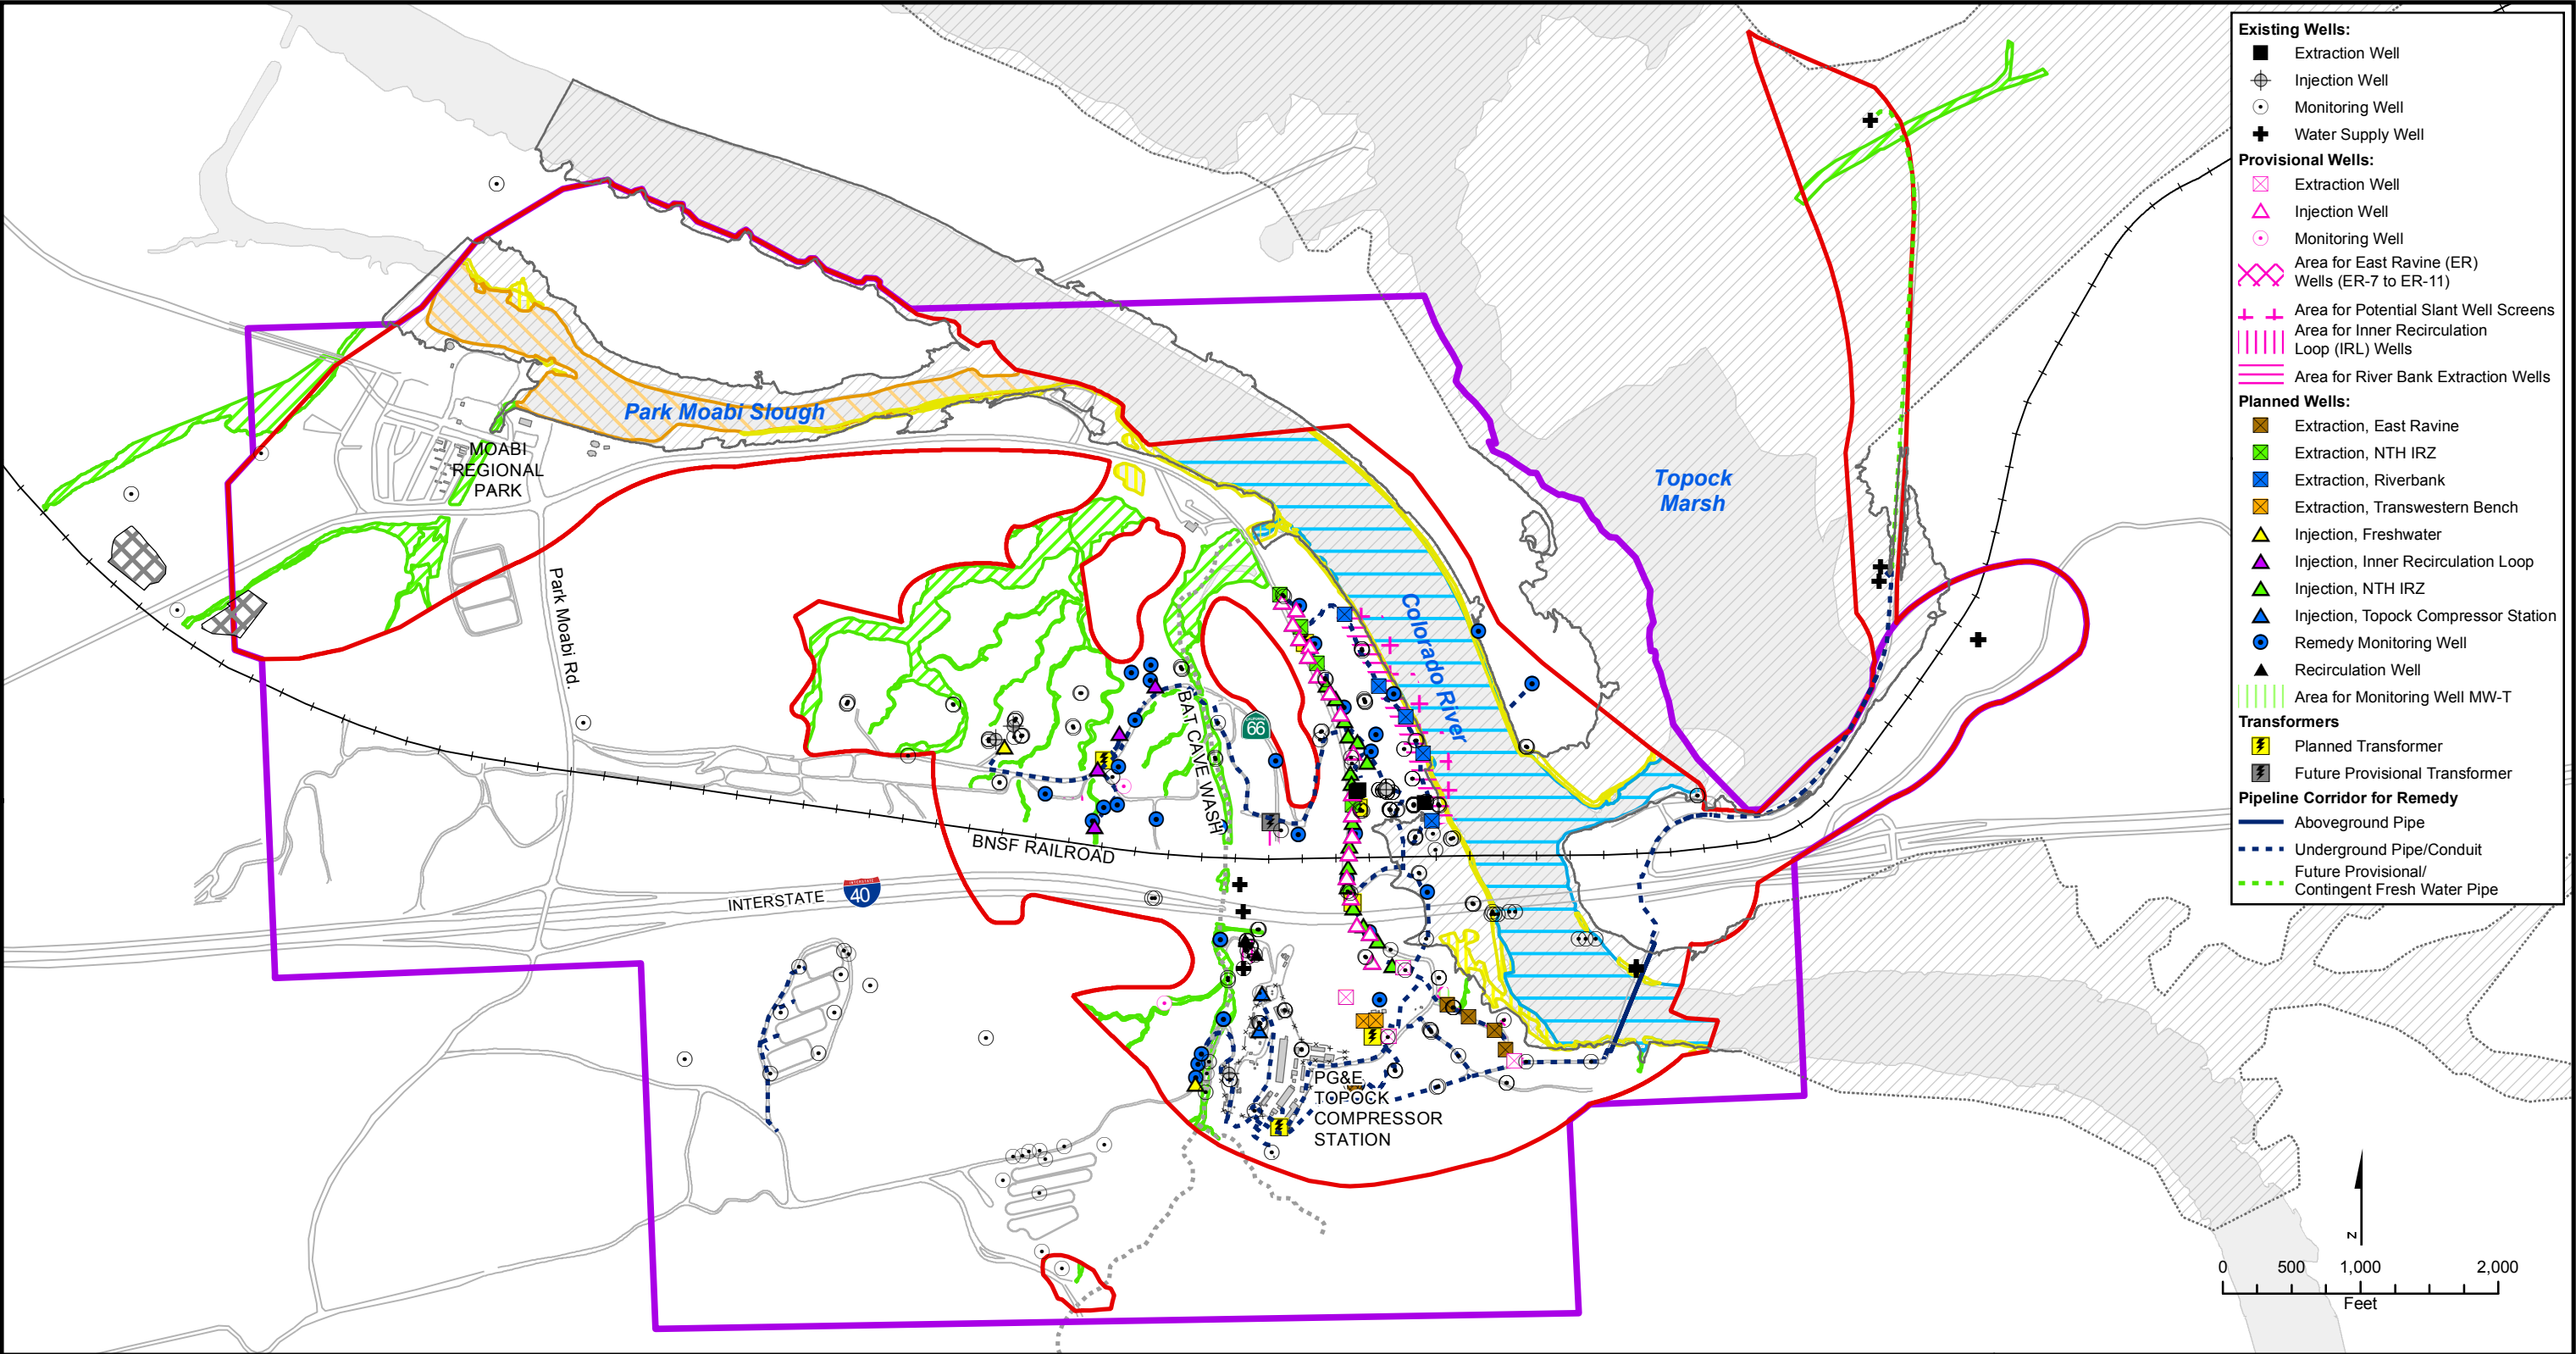 Existing Wells:
Extraction Well
Injection Well
Monitoring Well
Water Supply Well
Provisional Wells:
Extraction Well
Injection Well
Monitoring Well
Area for East Ravine (ER)
Wells (ER-7 to ER-11)
Area for Potential Slant Well Screens
Area for Inner Recirculation
Loop (IRL) Wells
Area for River Bank Extraction Wells
Planned Wells:
Extraction, East Ravine
Extraction, NTH IRZ
Extraction, Riverbank
Extraction, Transwestern Bench
Injection, Freshwater
Injection, Inner Recirculation Loop
Injection, NTH IRZ
Injection, Topock Compressor Station
Remedy Monitoring Well
Recirculation Well
Area for Monitoring Well MW-T
Transformers
Planned Transformer
Future Provisional Transformer
Pipeline Corridor for Remedy
Aboveground Pipe
Underground Pipe/Conduit
Future Provisional/
Contingent Fresh Water Pipe
Park Moabi Slough
MOABI
REGIONAL
PARK
Topock
Marsh
Park Moabi Rd.
Colorado River
BAT CAVE WASH
66
BNSF RAILROAD
INTERSTATE
40
PG&E
TOPOCK
COMPRESSOR
STATION
N
0 500 1,000 2,000
Feet